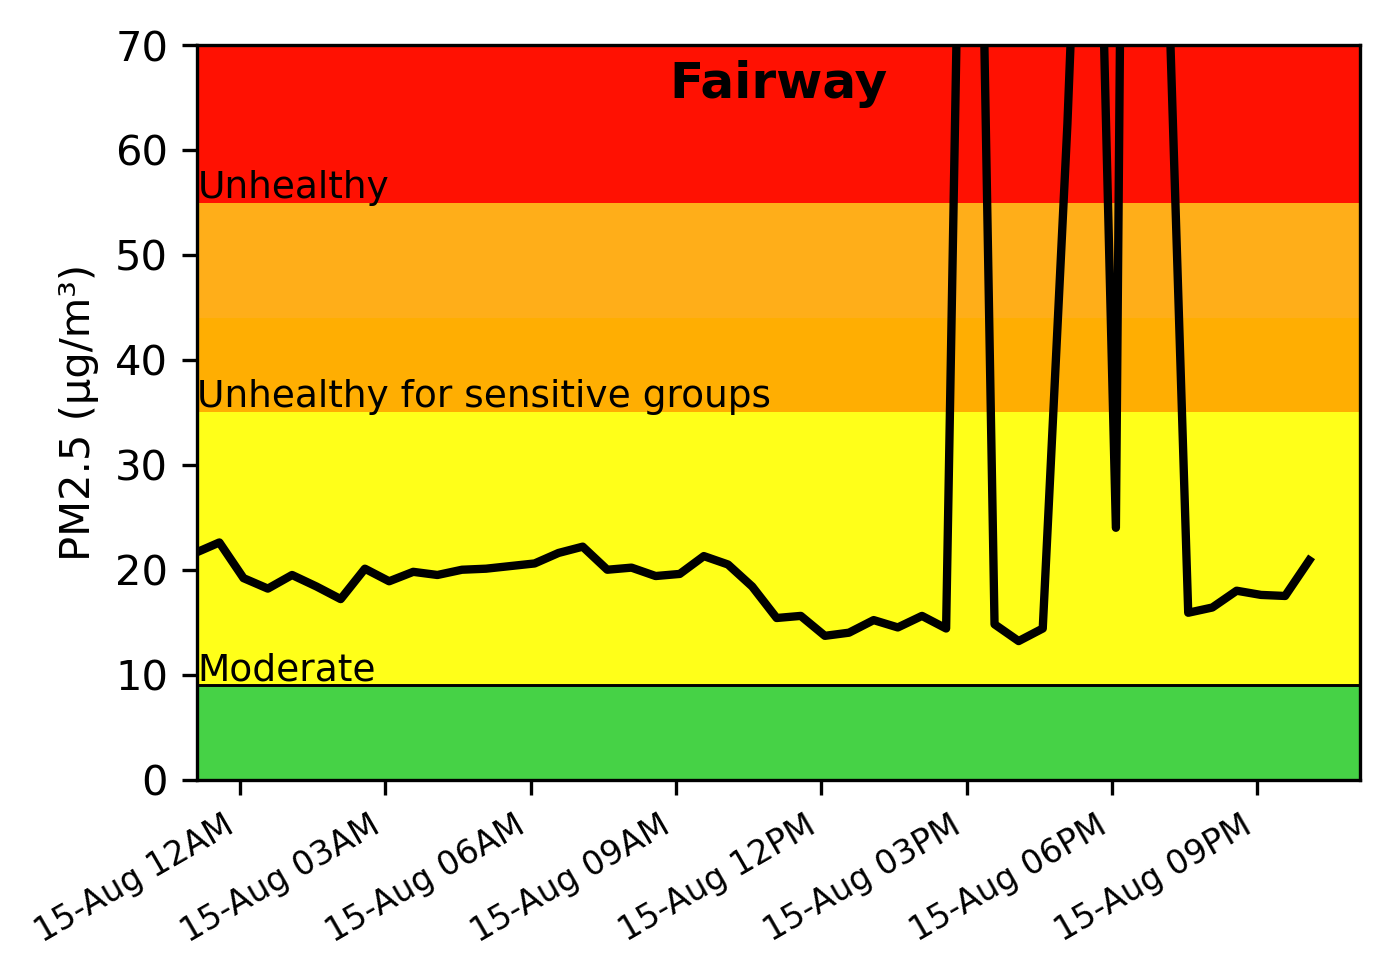 Fairway
PM2.5 (µg/m³)
70
60
50
40
30
20
10
0
Unhealthy
Unhealthy for sensitive groups
Moderate
15-Aug 12AM
15-Aug 03AM
15-Aug 06AM
15-Aug 09AM
15-Aug 12PM
15-Aug 03PM
15-Aug 06PM
15-Aug 09PM